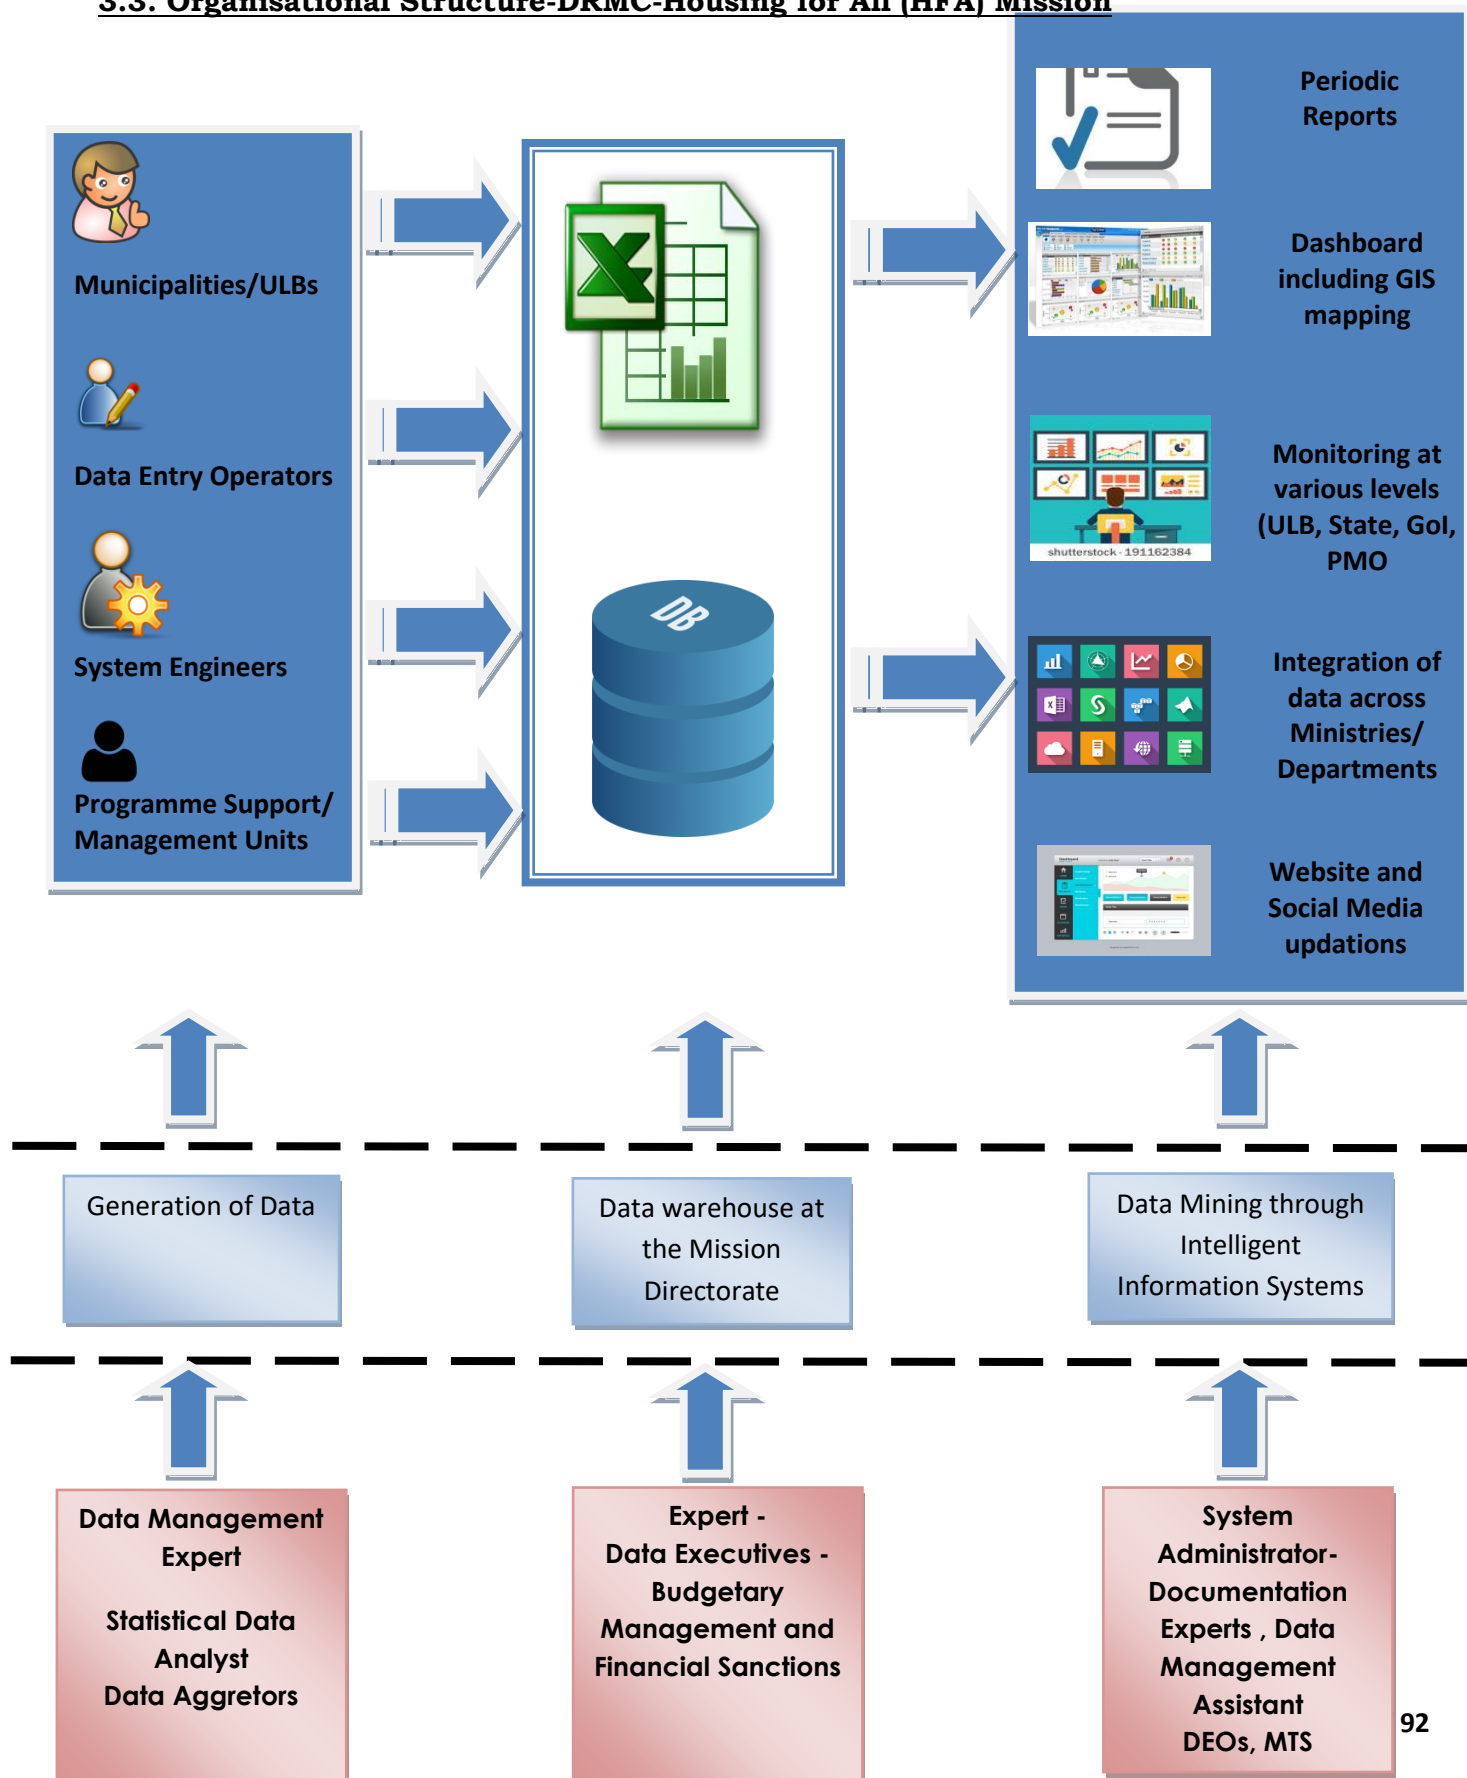 3.3. Organisational Structure-DRMC-Housing for All (HFA) Mission
Municipalities/ULBs
Data Entry Operators
System Engineers
Programme Support/
Management Units
DB
Periodic
Reports
Dashboard
including GIS
mapping
shutterstock · 191162384
Monitoring at
various levels
(ULB, State, GoI,
PMO
Integration of
data across
Ministries/
Departments
Website and
Social Media
updations
Generation of Data
Data warehouse at
the Mission
Directorate
Data Mining through
Intelligent
Information Systems
Data Management
Expert
Statistical Data
Analyst
Data Aggretors
Expert -
Data Executives -
Budgetary
Management and
Financial Sanctions
System
Administrator-
Documentation
Experts , Data
Management
Assistant
DEOs, MTS
92